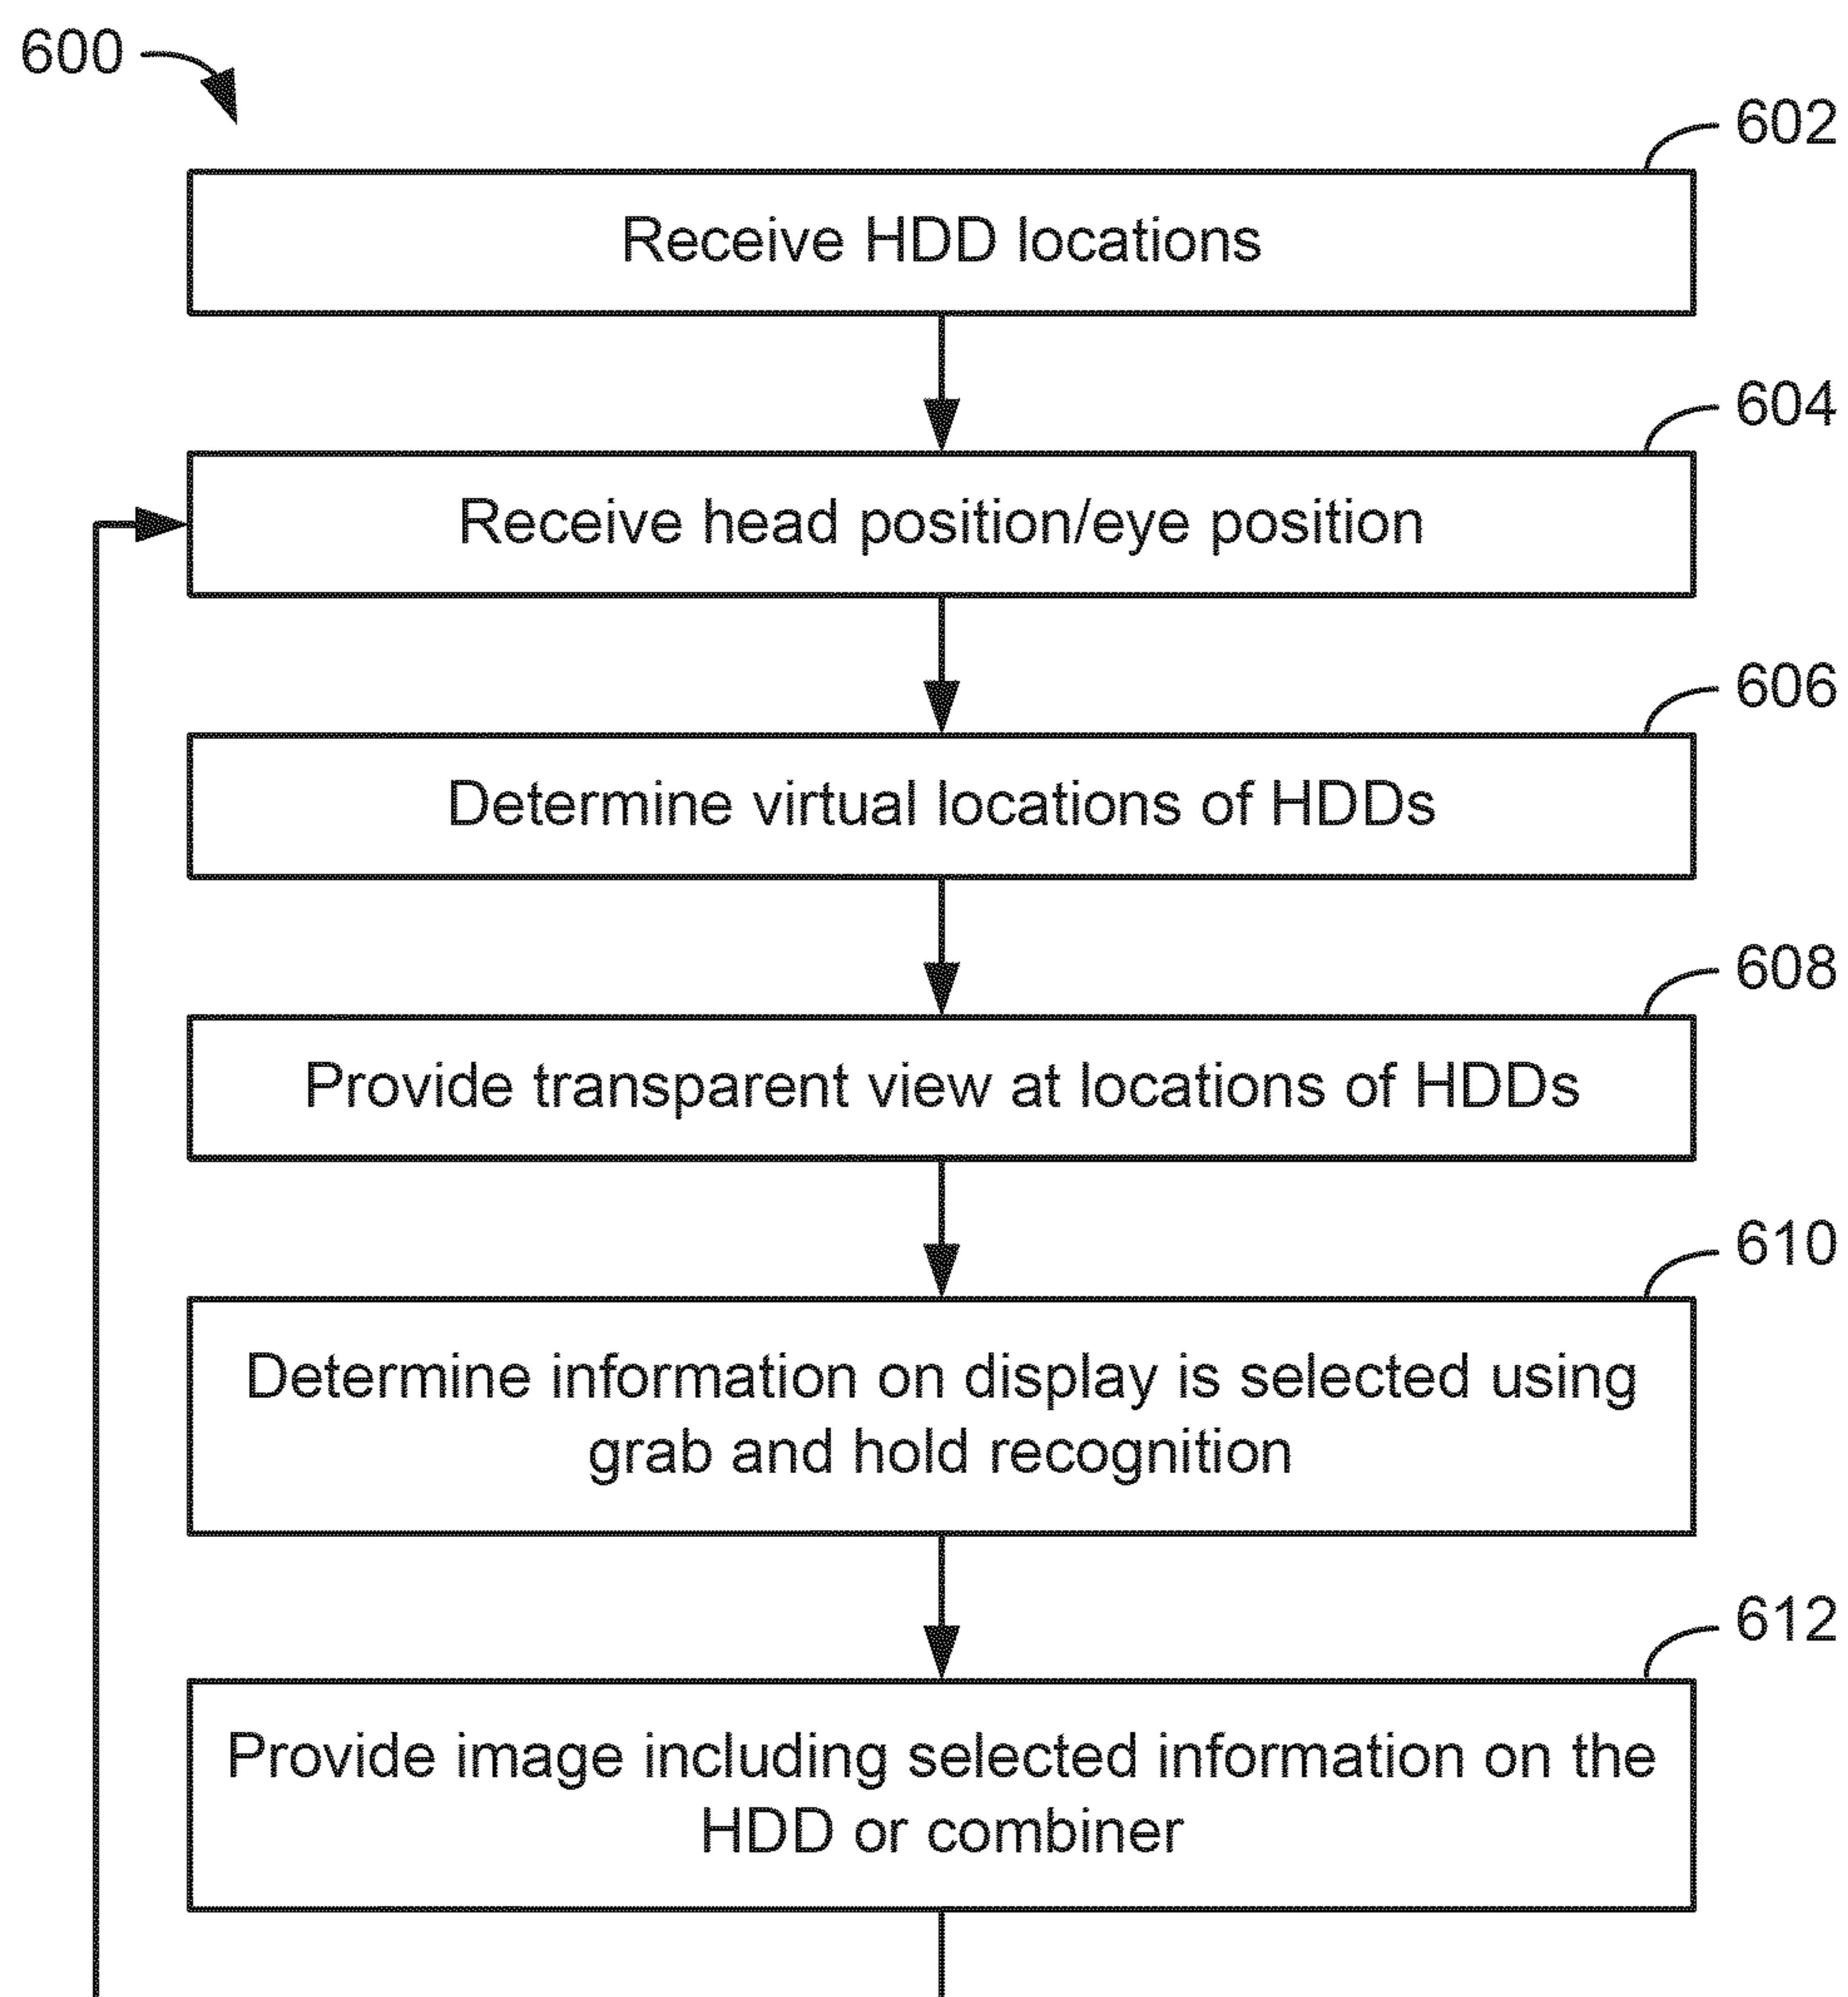 600
602
Receive HDD locations
604
Receive head position/eye position
606
Determine virtual locations of HDDs
608
Provide transparent view at locations of HDDs
610
Determine information on display is selected using
grab and hold recognition
612
Provide image including selected information on the
HDD or combiner